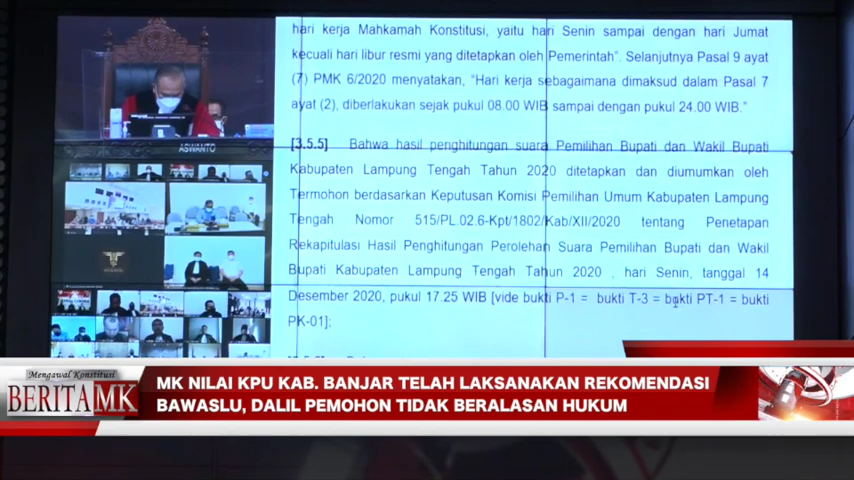 hari kerja Mahkamah Konstitusi, yaitu hari Senin sampai dengan hari Jumat
kecuali hari libur resmi yang ditetapkan oleh Pemerintah”. Selanjutnya Pasal 9 ayat
(7) PMK 6/2020 menyatakan, “Hari kerja sebagaimana dimaksud dalam Pasal 7
ayat (2), diberlakukan sejak pukul 08.00 WIB sampai dengan pukul 24.00 WIB.”
[3.5.5] Bahwa hasil penghitungan suara Pemilihan Bupati dan Wakil Bupati
Kabupaten Lampung Tengah Tahun 2020 ditetapkan dan diumumkan oleh
Termohon berdasarkan Keputusan Komisi Pemilihan Umum Kabupaten Lampung
Tengah Nomor 515/PL.02.6-Kpt/1802/Kab/XII/2020 tentang Penetapan
Rekapitulasi Hasil Penghitungan Perolehan Suara Pemilihan Bupati dan Wakil
Bupati Kabupaten Lampung Tengah Tahun 2020 , hari Senin, tanggal 14
Desember 2020, pukul 17.25 WIB [vide bukti P-1 = bukti T-3 = bukti PT-1 = bukti
PK-01];
ASWANTO
Mengawal Konstitusi
BERITA MK
MK NILAI KPU KAB. BANJAR TELAH LAKSANAKAN REKOMENDASI
BAWASLU, DALIL PEMOHON TIDAK BERALASAN HUKUM